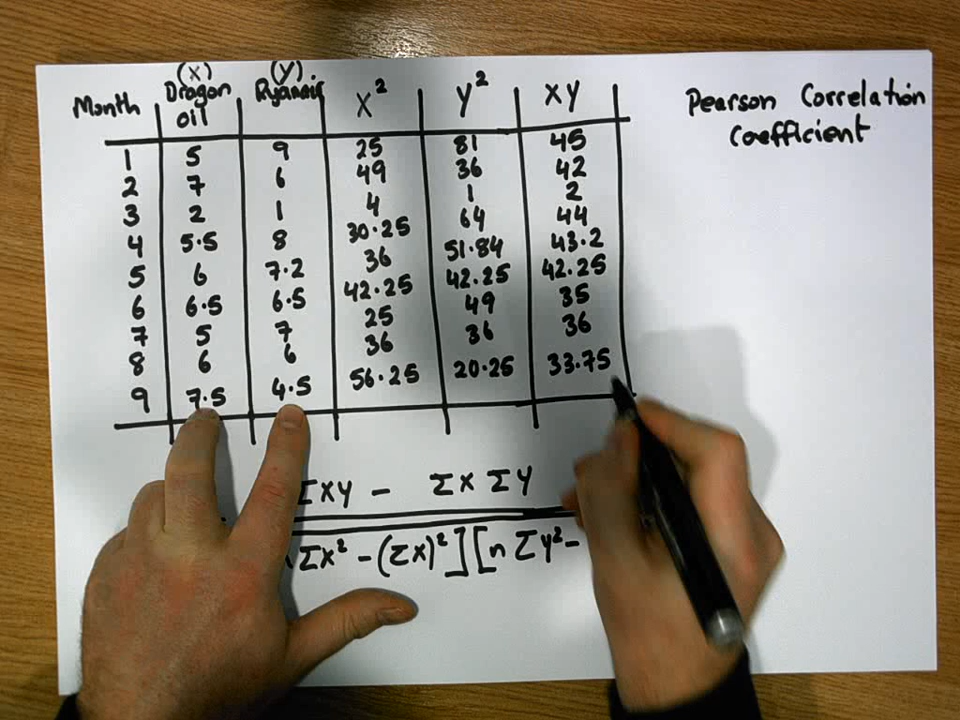 (x) (y).
Month Dragon oil Ryanair x² y² xy Pearson Correlation
coefficient
1 5 9 25 81 45
2 7 6 49 36 42
3 2 1 4 1 2
4 5.5 8 30.25 64 44
5 6 7.2 36 51.84 43.2
6 6.5 6.5 42.25 42.25 42.25
7 5 7 25 49 35
8 6 6 36 36 36
9 7.5 4.5 56.25 20.25 33.75
Σxy - Σx Σy
Σx² - (Σx)²] [n Σy² -